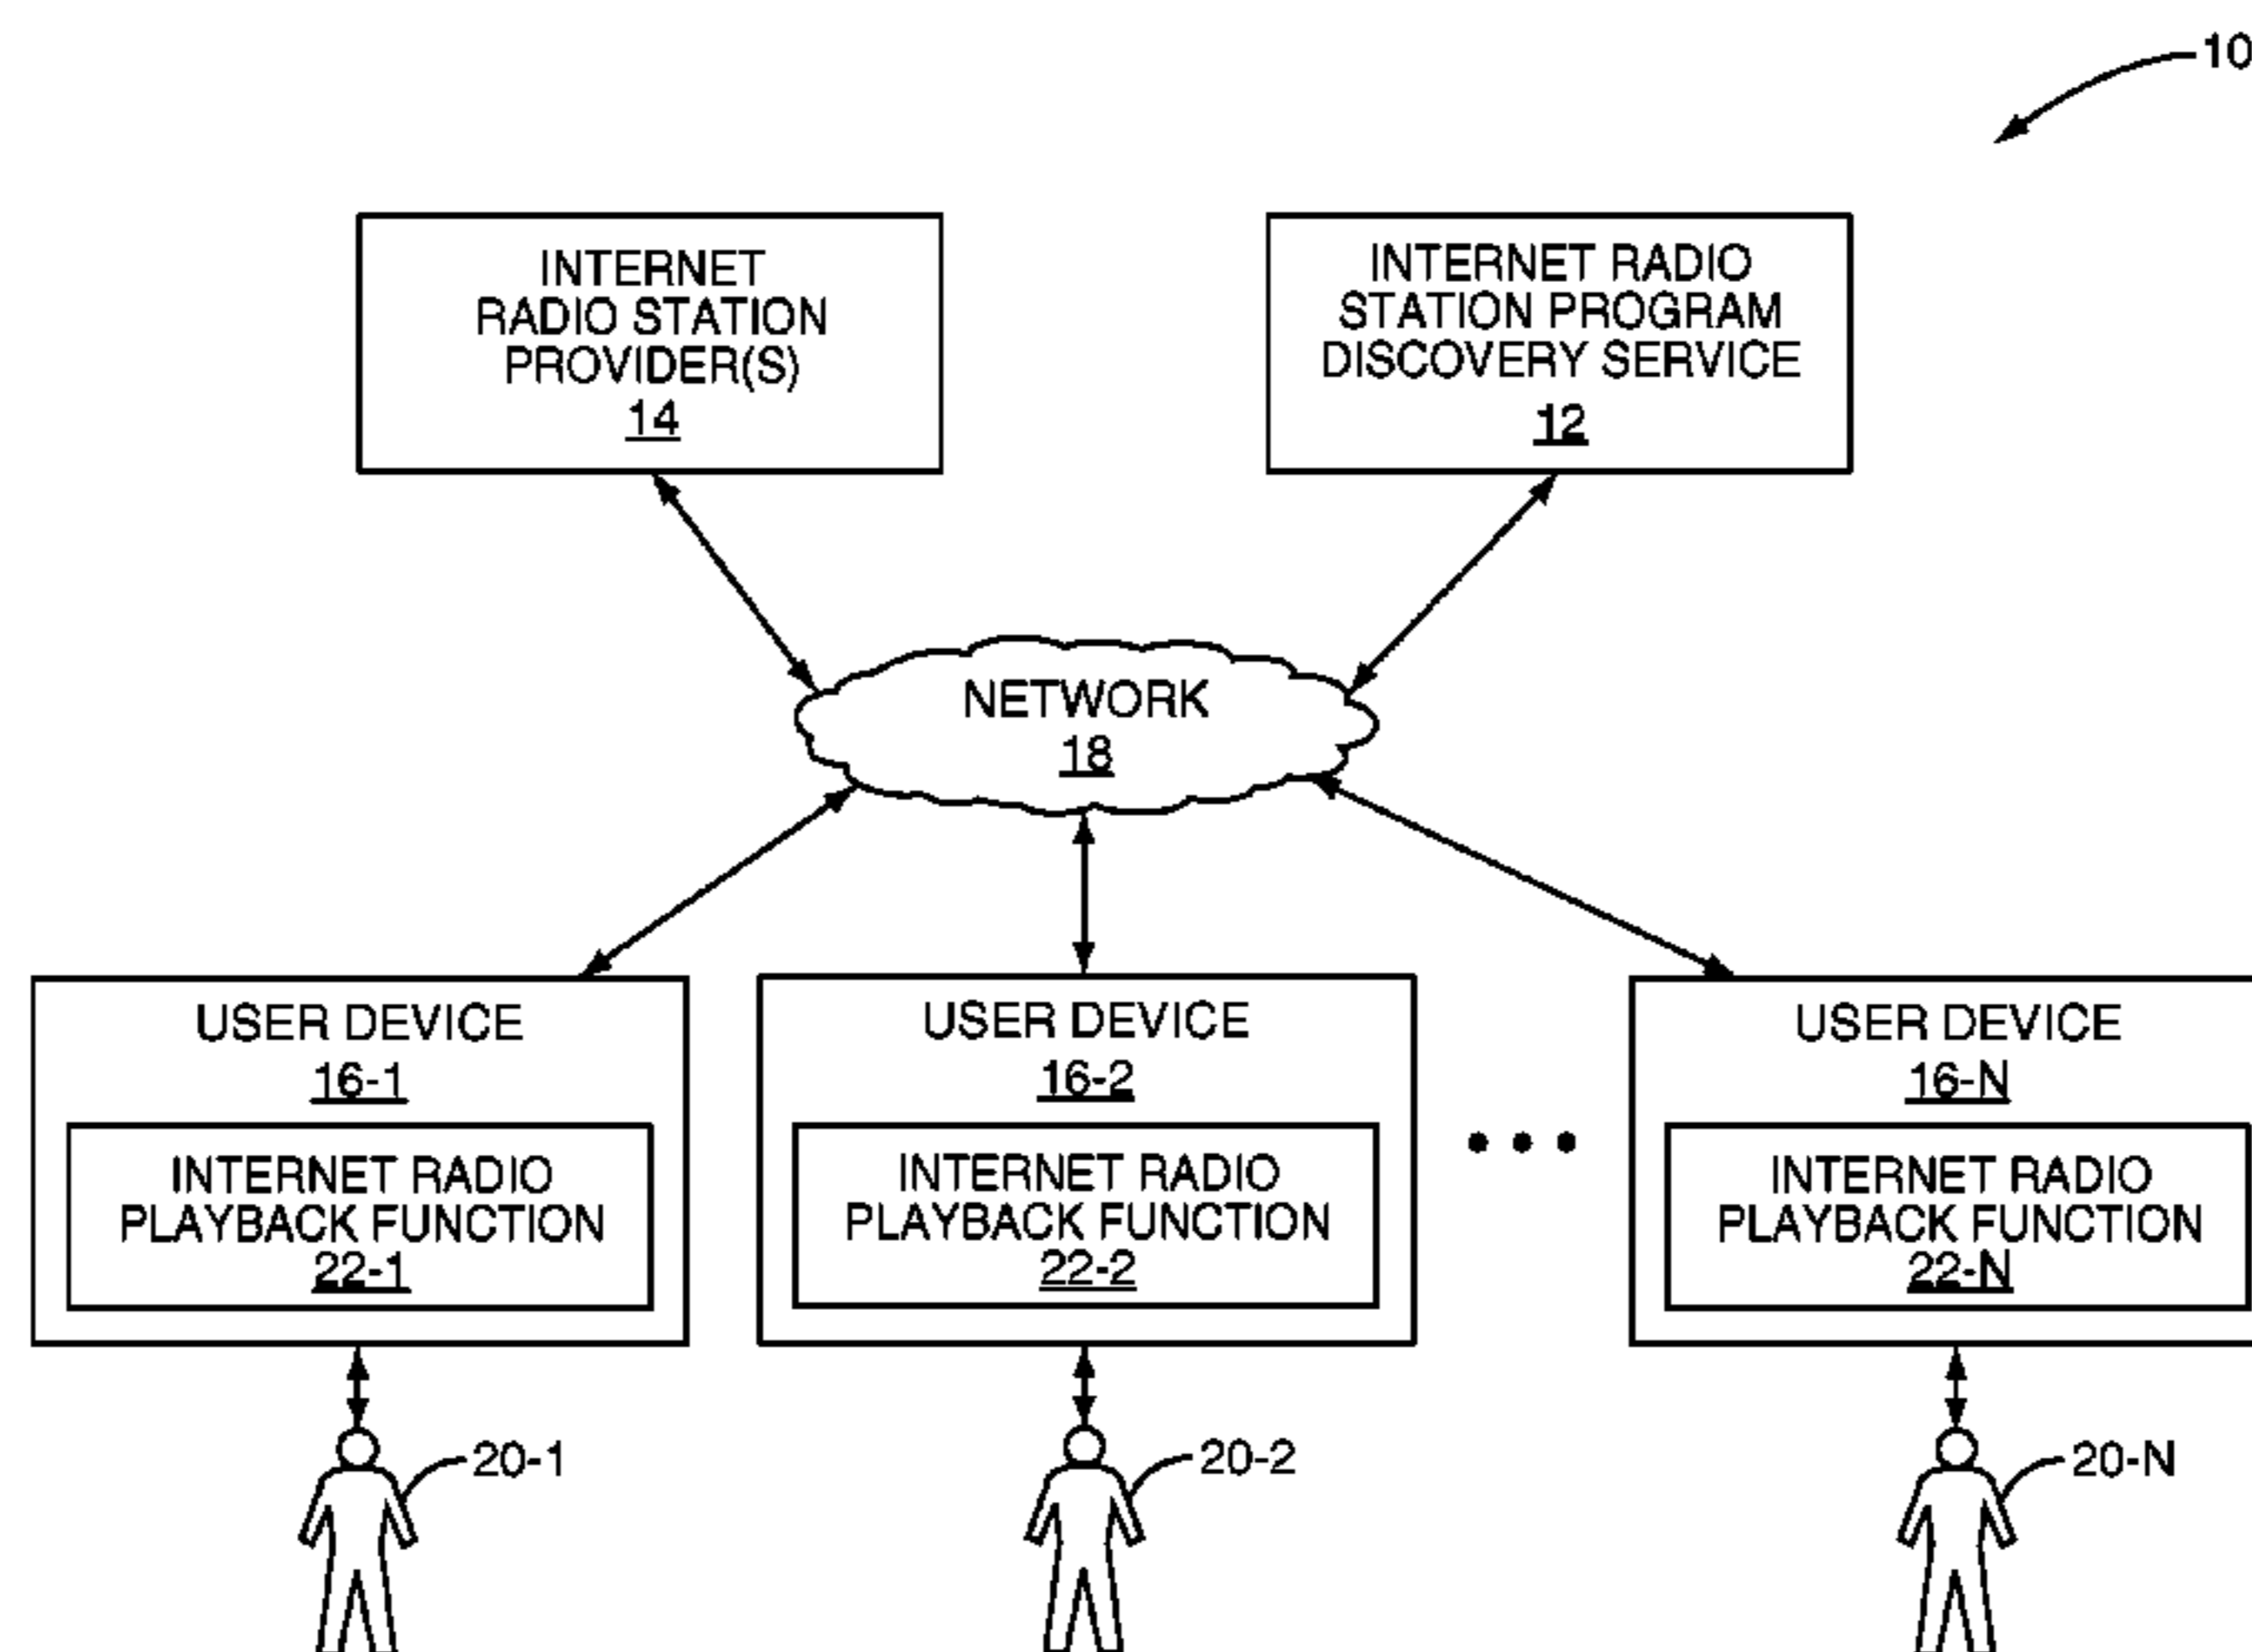 10
INTERNET
RADIO STATION
PROVIDER(S)
14
INTERNET RADIO
STATION PROGRAM
DISCOVERY SERVICE
12
NETWORK
18
USER DEVICE
16-1
INTERNET RADIO
PLAYBACK FUNCTION
22-1
USER DEVICE
16-2
INTERNET RADIO
PLAYBACK FUNCTION
22-2
USER DEVICE
16-N
INTERNET RADIO
PLAYBACK FUNCTION
22-N
20-1
20-2
20-N